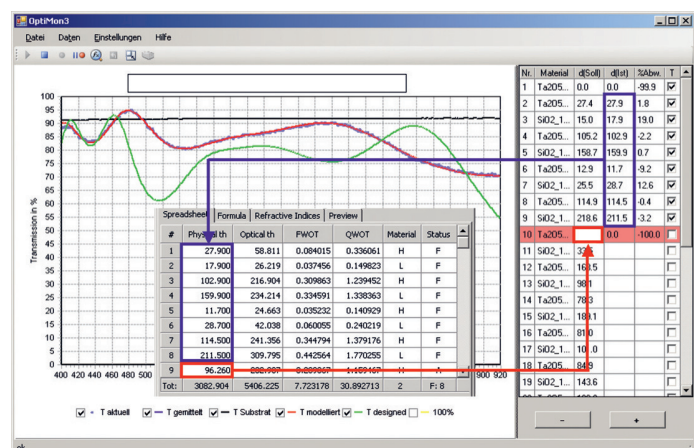 OptiMon3
Datei Daten Einstellungen Hilfe
Transmission in %
100
95
90
85
80
75
70
65
60
55
50
45
40
35
30
25
20
15
10
5
0
400 420 440 460 480 500
900 920
Spreadsheet Formula Refractive Indices Preview
# Physical th Optical th FWOT QWOT Material Status
1 27.900 58.811 0.084015 0.336061 H F
2 17.900 26.219 0.037456 0.149823 L F
3 102.900 216.904 0.309863 1.239452 H F
4 159.900 234.214 0.334591 1.338363 L F
5 11.700 24.663 0.035232 0.140929 H F
6 28.700 42.038 0.060055 0.240219 L F
7 114.500 241.356 0.344794 1.379176 H F
8 211.500 309.795 0.442564 1.770255 L F
9 96.260 H A
Tot: 3082.904 5406.225 7.723178 30.892713 2 F: 8
T aktuell T gemittelt T Substrat T modelliert T designed 100%
Nr. Material d(Soll) d(Ist) %Abw. T
1 Ta205... 0.0 0.0 -99.9
2 Ta205... 27.4 27.9 1.8
3 SiO2_1... 15.0 17.9 19.0
4 Ta205... 105.2 102.9 -2.2
5 SiO2_1... 158.7 159.9 0.7
6 Ta205... 12.9 11.7 -9.2
7 SiO2_1... 25.5 28.7 12.6
8 Ta205... 114.9 114.5 -0.4
9 SiO2_1... 218.6 211.5 -3.2
10 Ta205... 0.0 -100.0
11 SiO2_1...
12 Ta205...
13 SiO2_1...
14 Ta205...
15 SiO2_1...
16 Ta205...
17 SiO2_1...
18 Ta205...
19 SiO2_1... 143.6
- +
ok